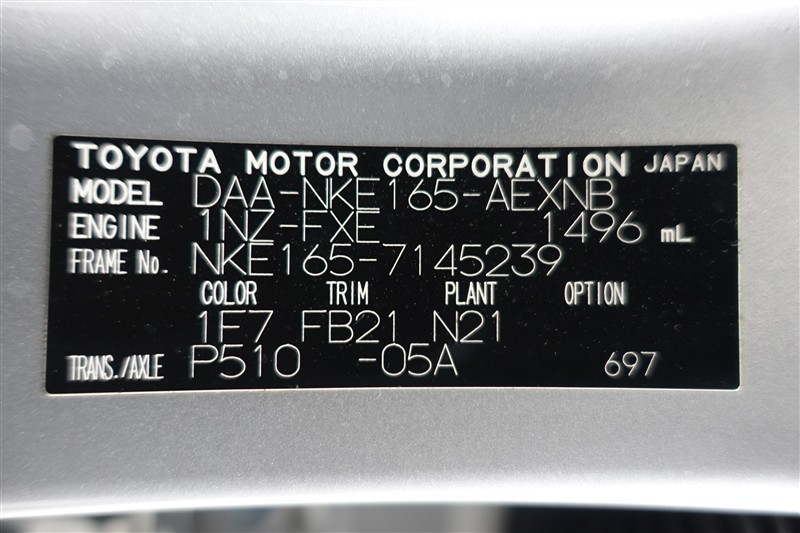 TOYOTA MOTOR CORPORATION JAPAN
MODEL DAA-NKE165-AEXNB
ENGINE 1NZ-FXE 1496 mL
FRAME No. NKE165-7145239
COLOR TRIM PLANT OPTION
1F7 FB21 N21
TRANS./AXLE P510 -05A 697